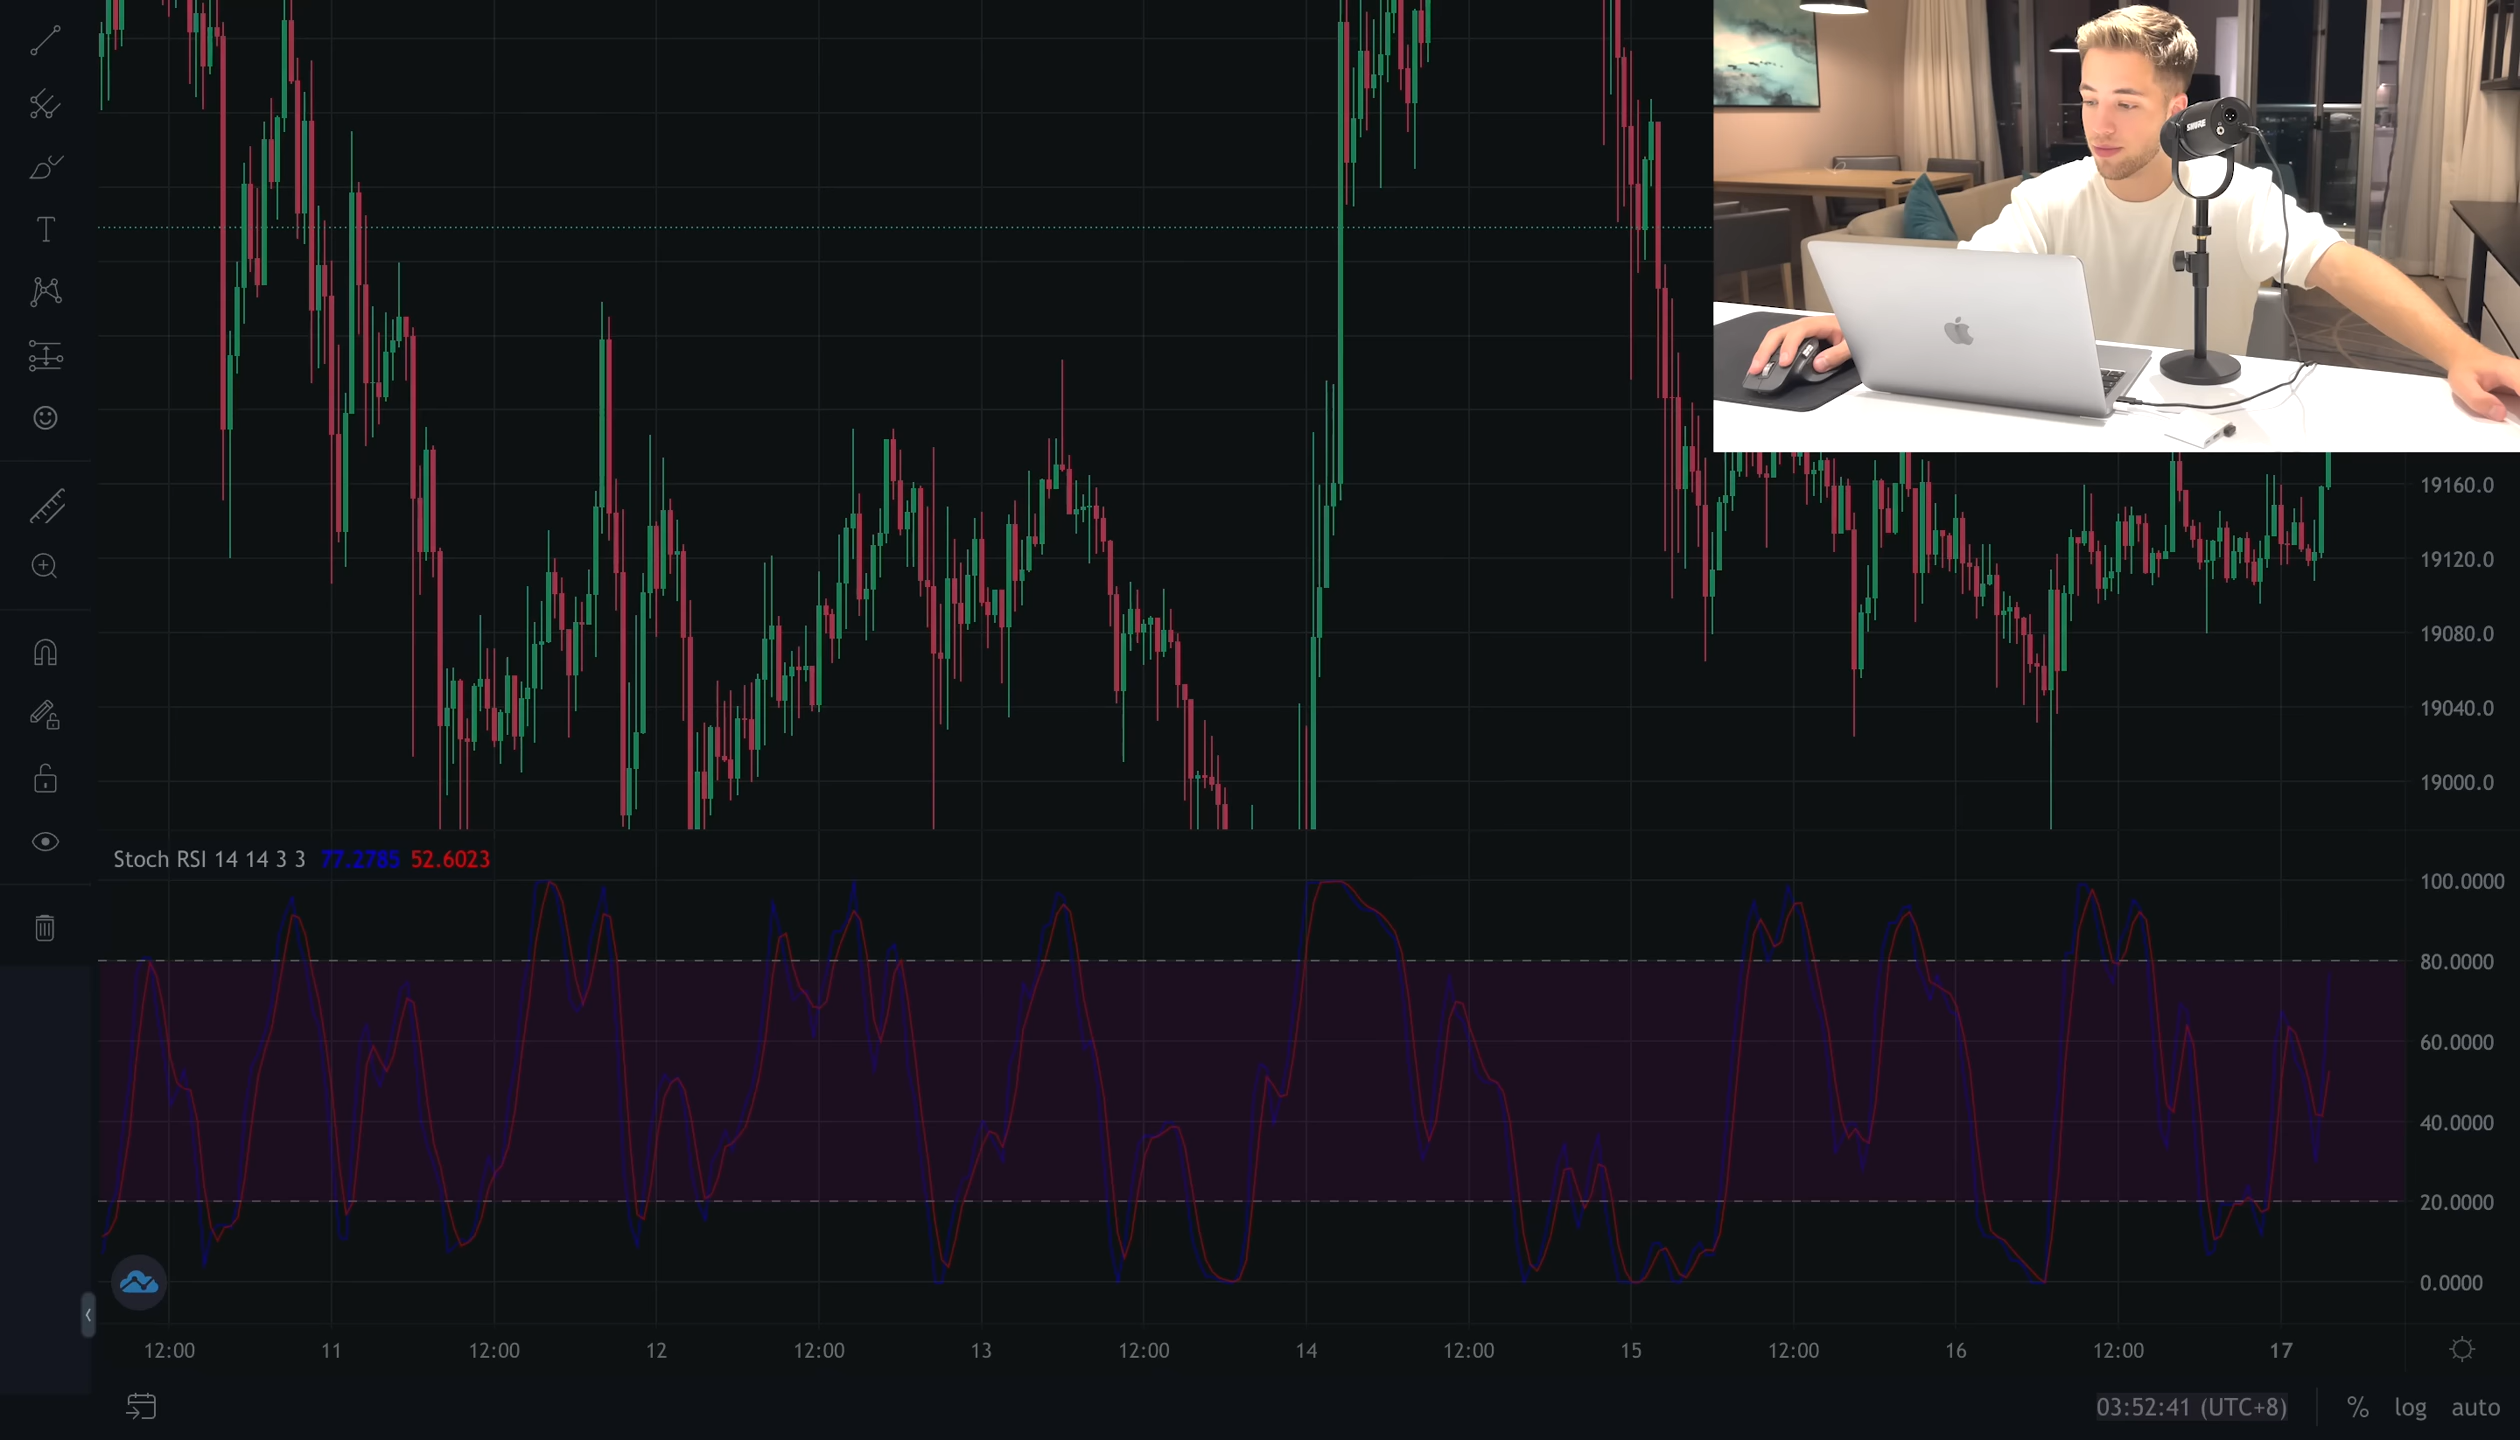 SHURE
19160.0
19120.0
19080.0
19040.0
19000.0
Stoch RSI 14 14 3 3 77.2785 52.6023
100.0000
80.0000
60.0000
40.0000
20.0000
0.0000
12:00 11 12:00 12 12:00 13 12:00 14 12:00 15 12:00 16 12:00 17
03:52:41 (UTC+8) % log auto